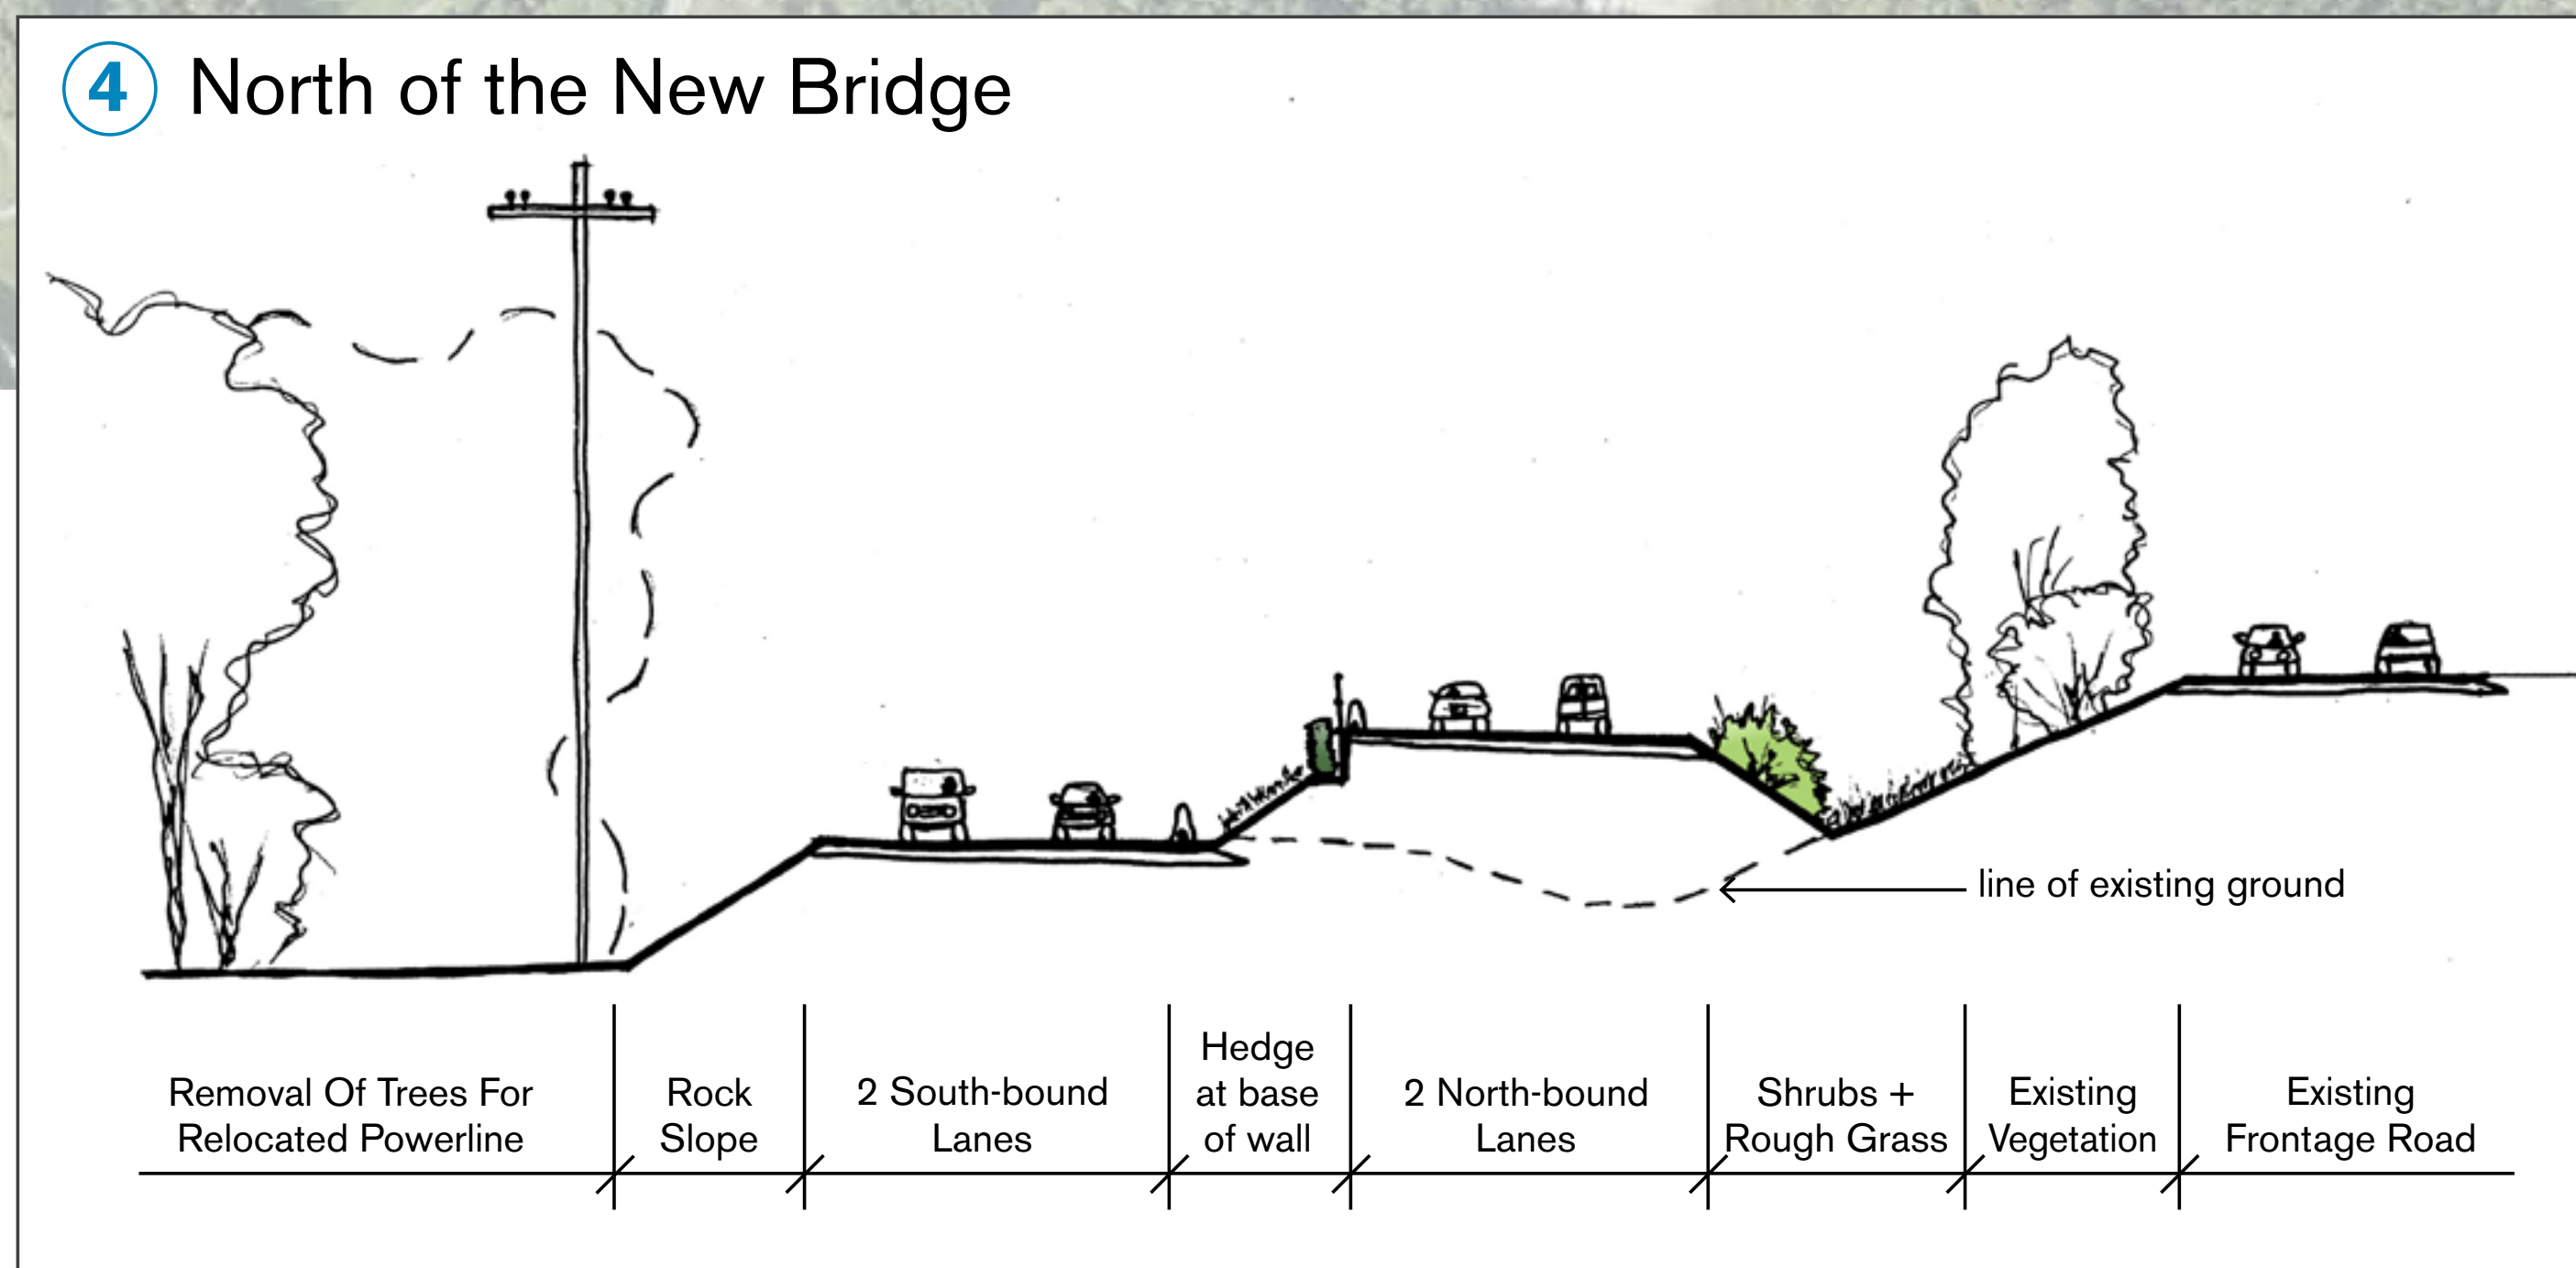 4 North of the New Bridge
line of existing ground
Removal Of Trees For
Relocated Powerline
Rock
Slope
2 South-bound
Lanes
Hedge
at base
of wall
2 North-bound
Lanes
Shrubs +
Rough Grass
Existing
Vegetation
Existing
Frontage Road